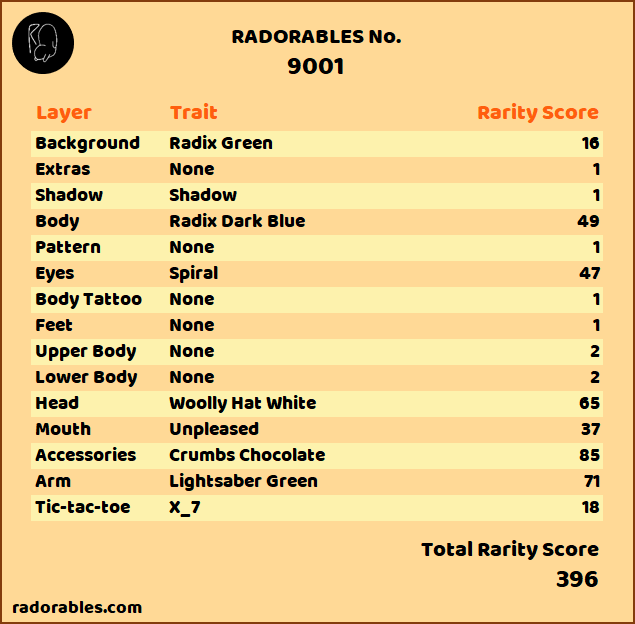 RADORABLES No.
9001
Layer Trait Rarity Score
Background Radix Green 16
Extras None 1
Shadow Shadow 1
Body Radix Dark Blue 49
Pattern None 1
Eyes Spiral 47
Body Tattoo None 1
Feet None 1
Upper Body None 2
Lower Body None 2
Head Woolly Hat White 65
Mouth Unpleased 37
Accessories Crumbs Chocolate 85
Arm Lightsaber Green 71
Tic-tac-toe X_7 18
Total Rarity Score
396
radorables.com